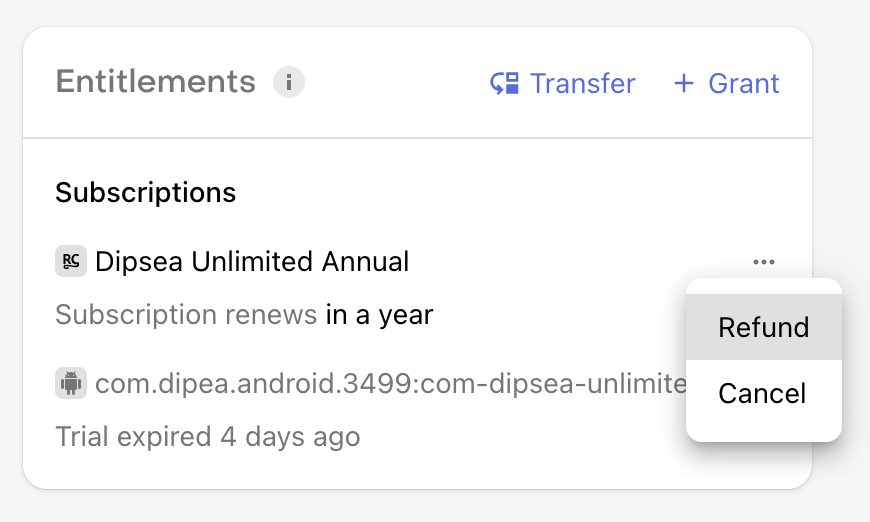 Entitlements i
Transfer
+ Grant
Subscriptions
RC Dipsea Unlimited Annual
Subscription renews in a year
Refund
com.dipea.android.3499:com-dipsea-unlimite
Cancel
Trial expired 4 days ago